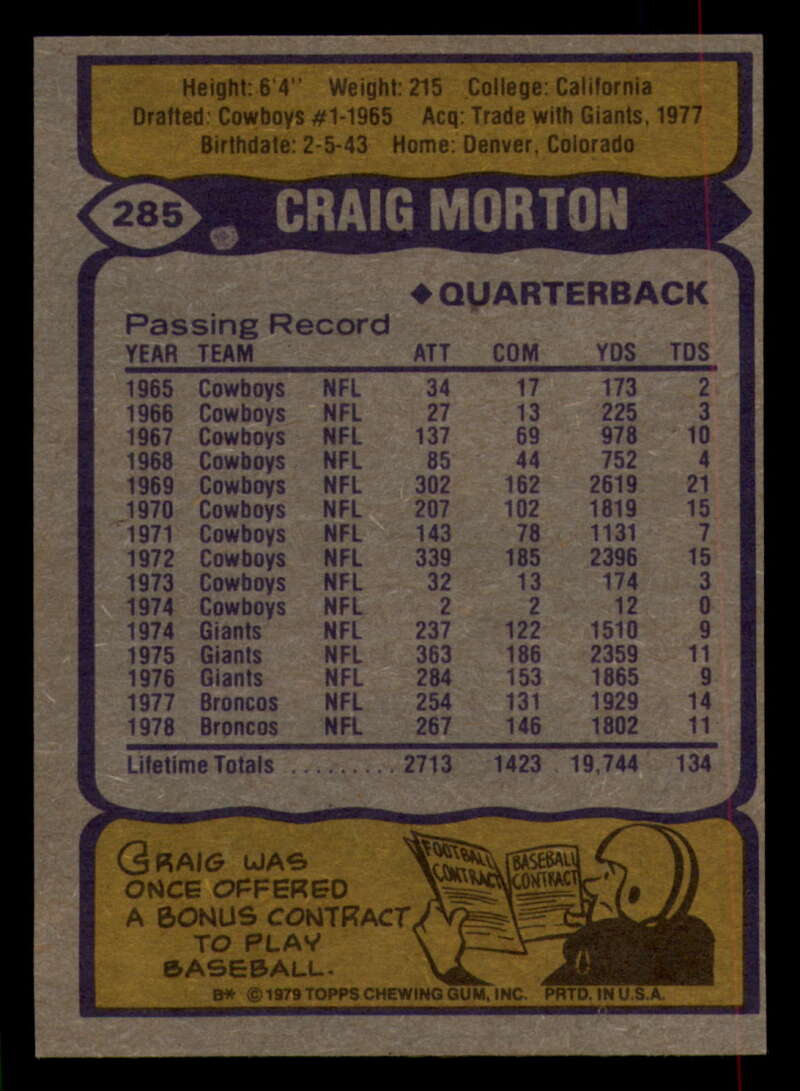 Height: 6'4" Weight: 215 College: California
Drafted: Cowboys #1-1965 Acq: Trade with Giants, 1977
Birthdate: 2-5-43 Home: Denver, Colorado
285 CRAIG MORTON
◆QUARTERBACK
Passing Record
YEAR TEAM ATT COM YDS TDS
1965 Cowboys NFL 34 17 173 2
1966 Cowboys NFL 27 13 225 3
1967 Cowboys NFL 137 69 978 10
1968 Cowboys NFL 85 44 752 4
1969 Cowboys NFL 302 162 2619 21
1970 Cowboys NFL 207 102 1819 15
1971 Cowboys NFL 143 78 1131 7
1972 Cowboys NFL 339 185 2396 15
1973 Cowboys NFL 32 13 174 3
1974 Cowboys NFL 2 2 12 0
1974 Giants NFL 237 122 1510 9
1975 Giants NFL 363 186 2359 11
1976 Giants NFL 284 153 1865 9
1977 Broncos NFL 254 131 1929 14
1978 Broncos NFL 267 146 1802 11
Lifetime Totals .......... 2713 1423 19,744 134
CRAIG WAS
ONCE OFFERED
A BONUS CONTRACT
TO PLAY
BASEBALL.
FOOTBALL
CONTRACT
BASEBALL
CONTRACT
B* ©1979 TOPPS CHEWING GUM, INC. PRTD. IN U.S.A.